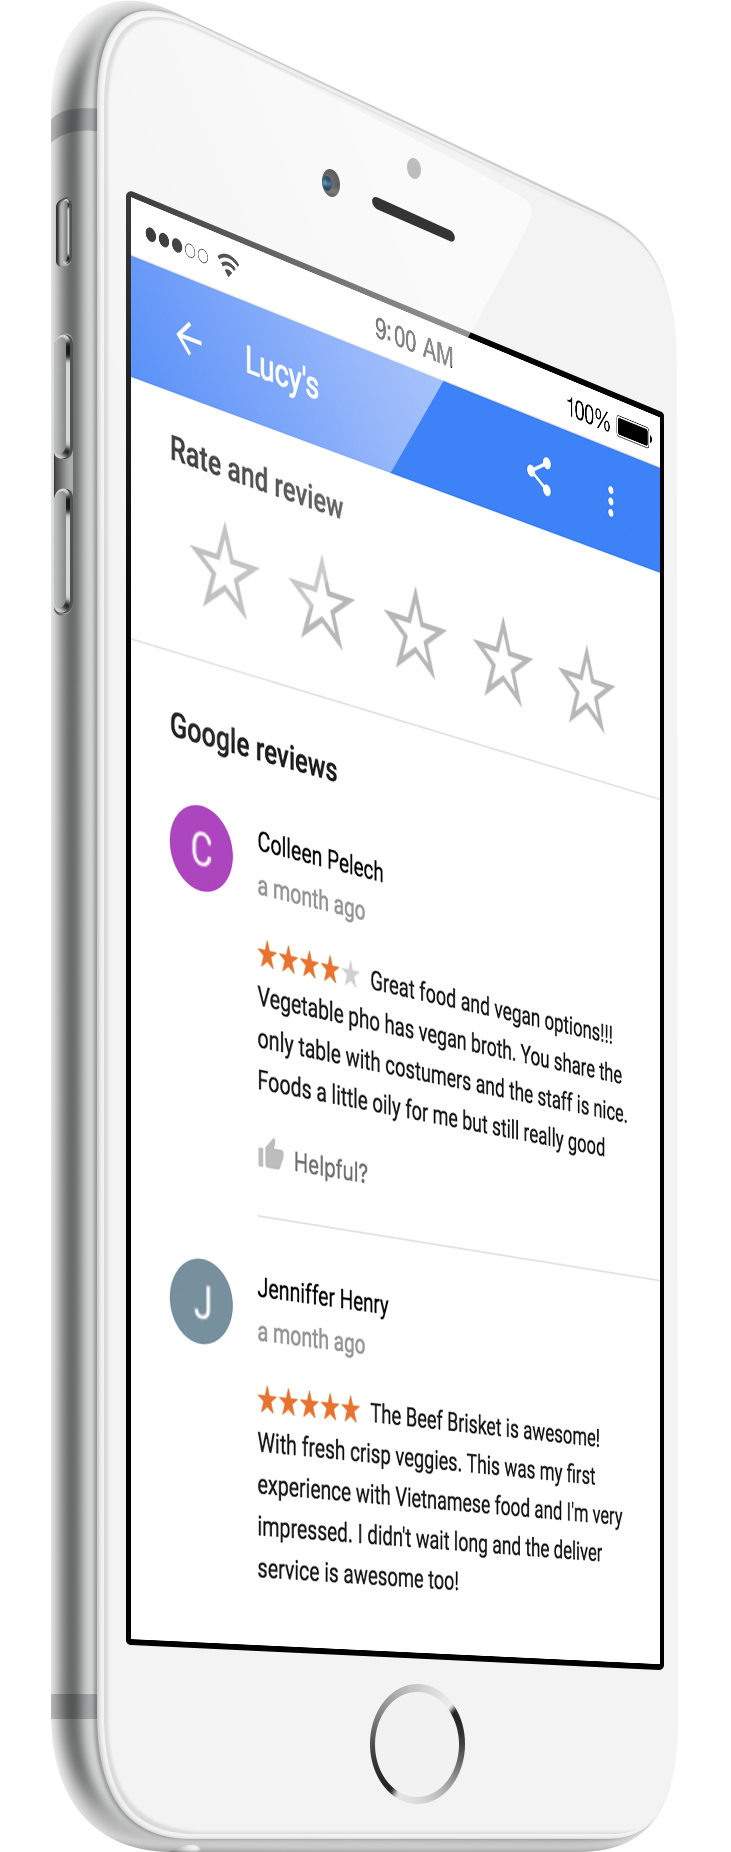 9:00 AM
100%
Lucy's
Rate and review
Google reviews
C
Colleen Pelech
a month ago
Great food and vegan options!!!
Vegetable pho has vegan broth. You share the
only table with costumers and the staff is nice.
Foods a little oily for me but still really good
Helpful?
J
Jenniffer Henry
a month ago
The Beef Brisket is awesome!
With fresh crisp veggies. This was my first
experience with Vietnamese food and I'm very
impressed. I didn't wait long and the deliver
service is awesome too!